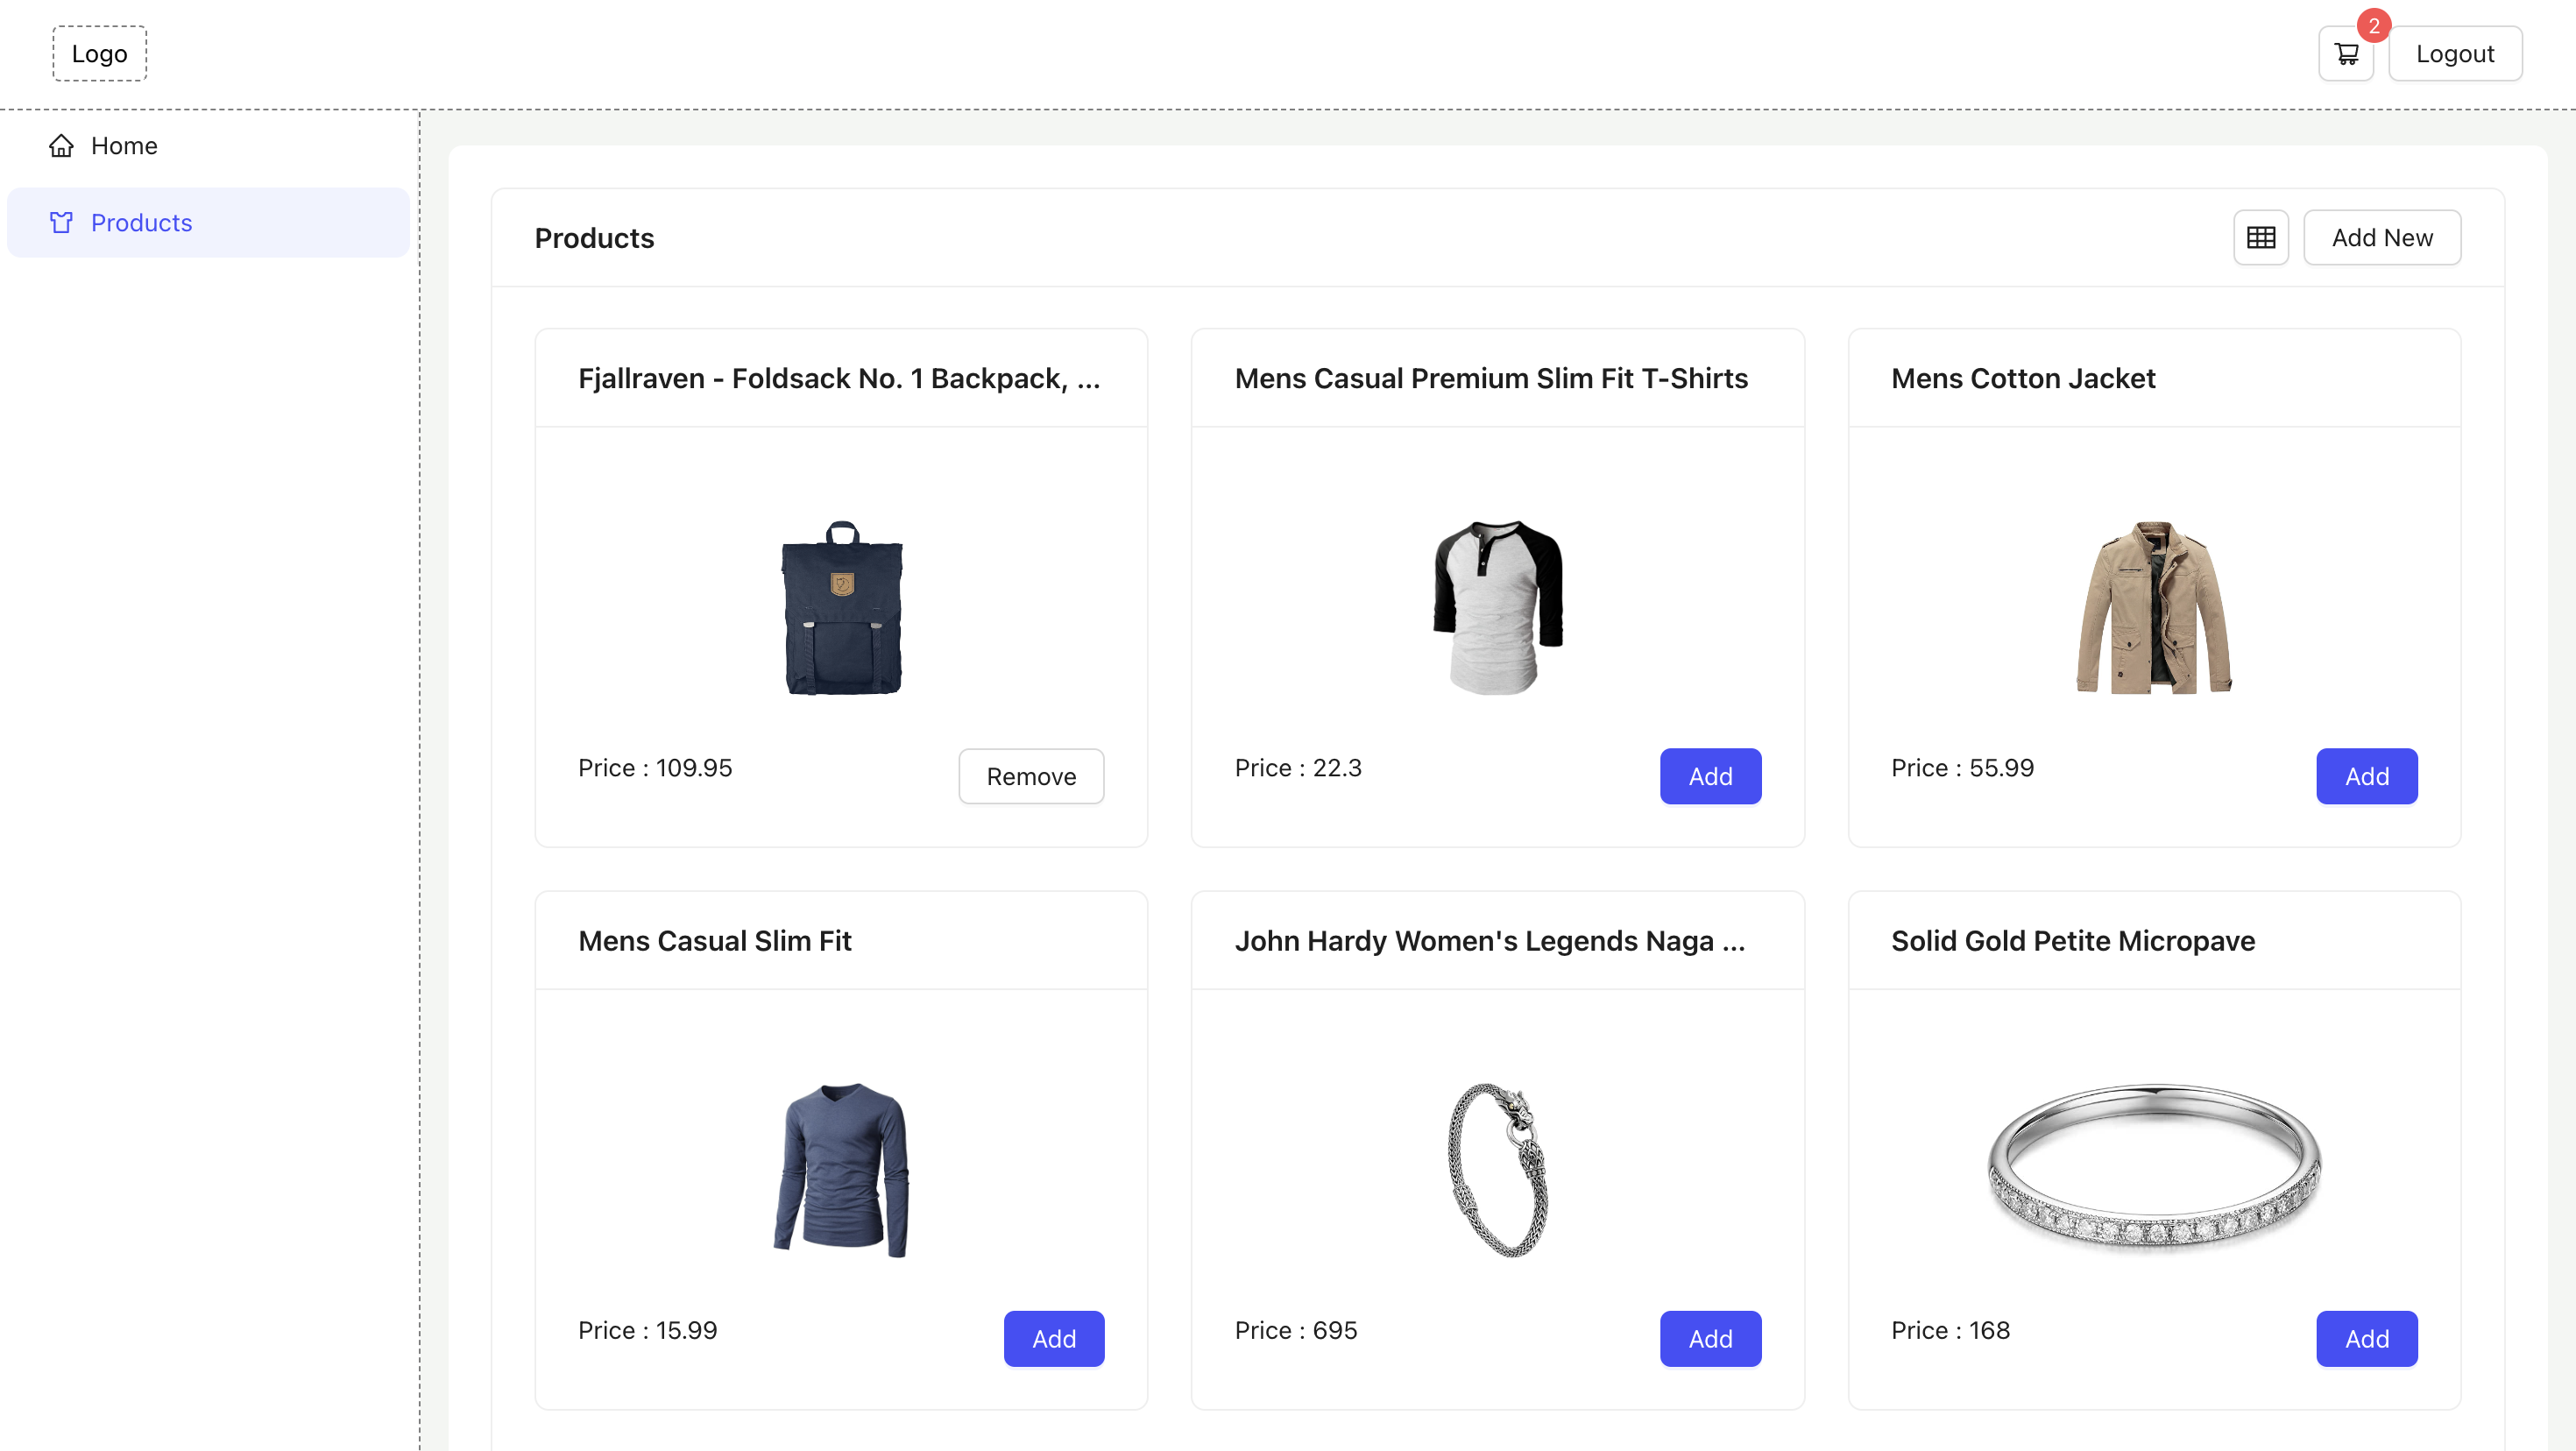 Logo
2
Logout
Home
Products
Products
Add New
Fjallraven - Foldsack No. 1 Backpack, ...
Mens Casual Premium Slim Fit T-Shirts
Mens Cotton Jacket
Price : 109.95
Remove
Price : 22.3
Add
Price : 55.99
Add
Mens Casual Slim Fit
John Hardy Women's Legends Naga ...
Solid Gold Petite Micropave
Price : 15.99
Add
Price : 695
Add
Price : 168
Add